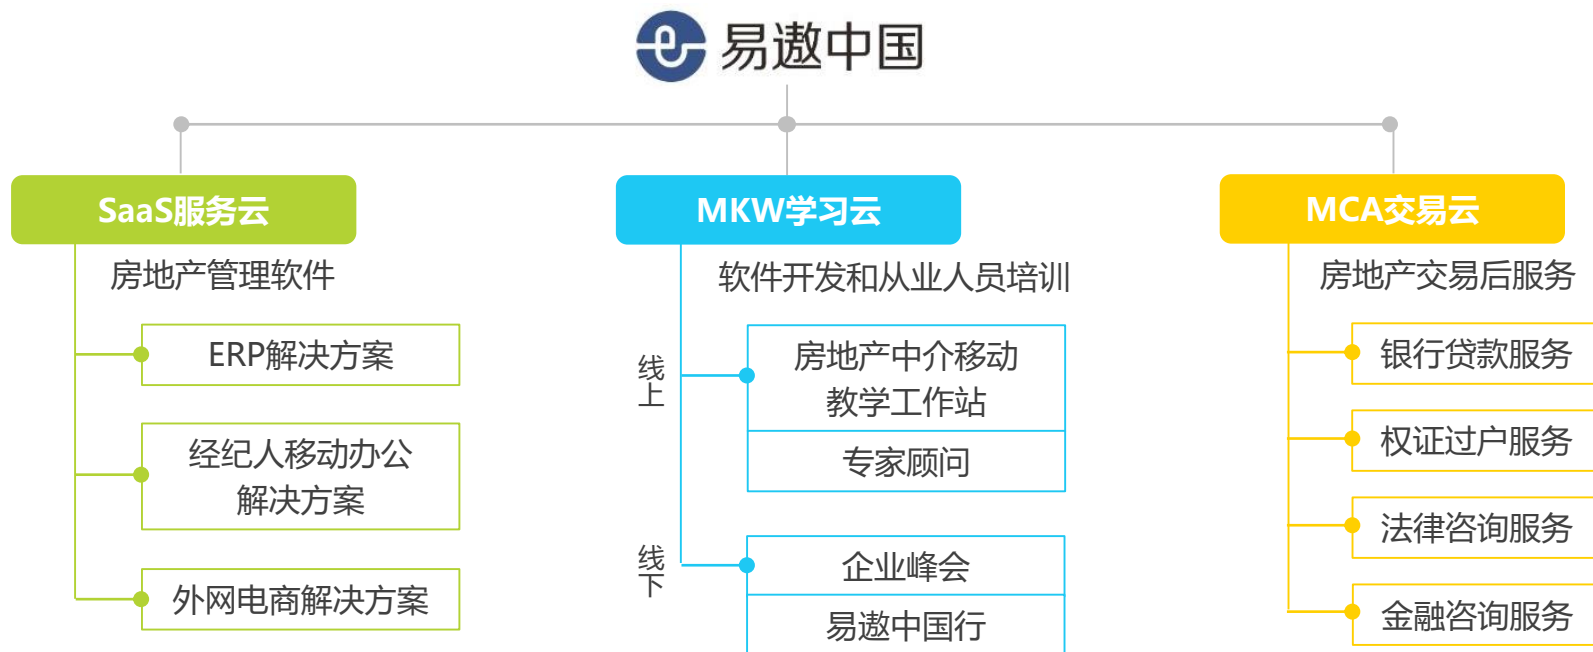 易遨中国
SaaS服务云
房地产管理软件
ERP解决方案
经纪人移动办公
解决方案
外网电商解决方案
MKW学习云
软件开发和从业人员培训
线上
房地产中介移动
教学工作站
专家顾问
线下
企业峰会
易遨中国行
MCA交易云
房地产交易后服务
银行贷款服务
权证过户服务
法律咨询服务
金融咨询服务